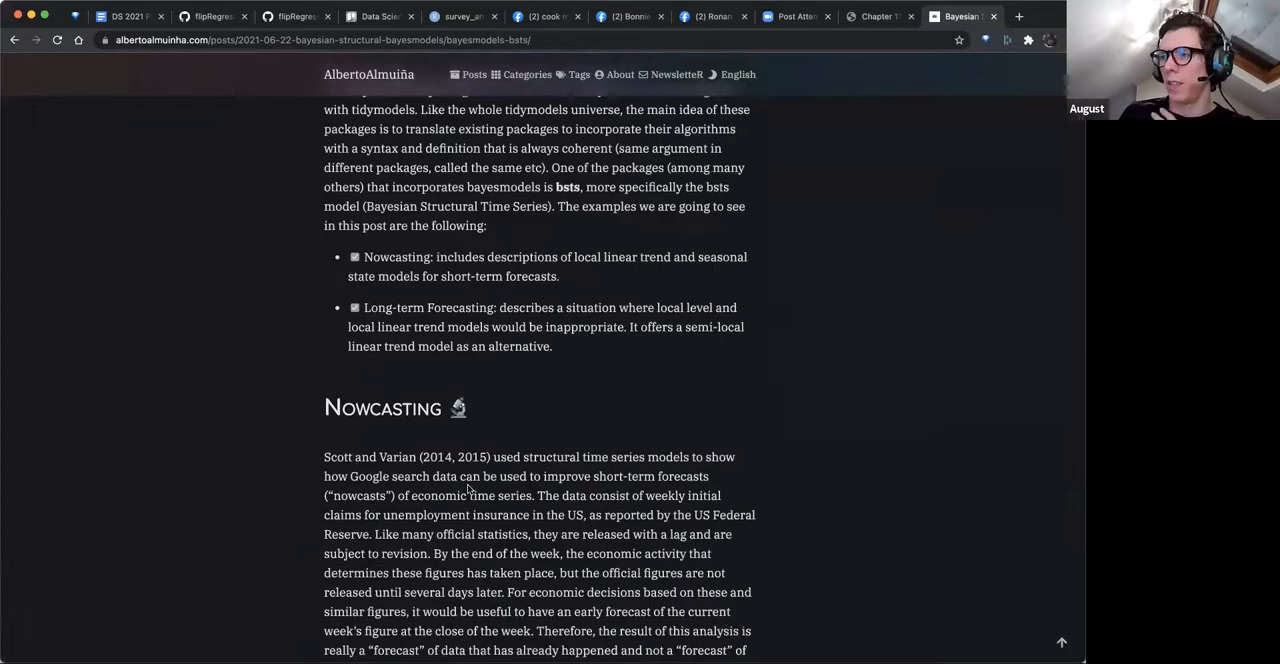 DS 2021 P
flipRegres
flipRegres
Data Scien
survey_an
(2) cook m
(2) Bonnie
(2) Ronan
Post Atten
Chapter 11
Bayesian S
albertoalmuinha.com/posts/2021-06-22-bayesian-structural-bayesmodels/bayesmodels-bsts/
August
AlbertoAlmuiña Posts Categories Tags About NewsletteR English
with tidymodels. Like the whole tidymodels universe, the main idea of these
packages is to translate existing packages to incorporate their algorithms
with a syntax and definition that is always coherent (same argument in
different packages, called the same etc). One of the packages (among many
others) that incorporates bayesmodels is bsts, more specifically the bsts
model (Bayesian Structural Time Series). The examples we are going to see
in this post are the following:
• Nowcasting: includes descriptions of local linear trend and seasonal
state models for short-term forecasts.
• Long-term Forecasting: describes a situation where local level and
local linear trend models would be inappropriate. It offers a semi-local
linear trend model as an alternative.
Nowcasting
Scott and Varian (2014, 2015) used structural time series models to show
how Google search data can be used to improve short-term forecasts
(“nowcasts”) of economic time series. The data consist of weekly initial
claims for unemployment insurance in the US, as reported by the US Federal
Reserve. Like many official statistics, they are released with a lag and are
subject to revision. By the end of the week, the economic activity that
determines these figures has taken place, but the official figures are not
released until several days later. For economic decisions based on these and
similar figures, it would be useful to have an early forecast of the current
week's figure at the close of the week. Therefore, the result of this analysis is
really a “forecast” of data that has already happened and not a “forecast” of